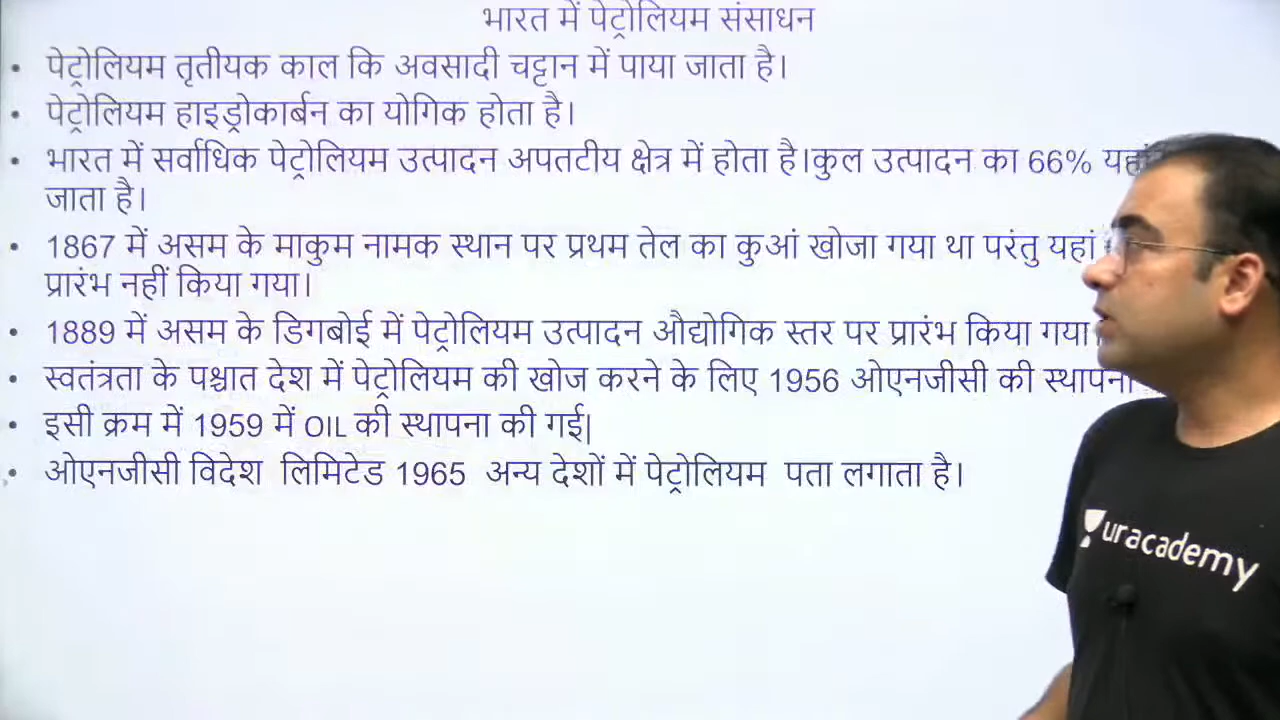 भारत में पेट्रोलियम संसाधन
• पेट्रोलियम तृतीयक काल कि अवसादी चट्टान में पाया जाता है।
• पेट्रोलियम हाइड्रोकार्बन का योगिक होता है।
• भारत में सर्वाधिक पेट्रोलियम उत्पादन अपतटीय क्षेत्र में होता है।कुल उत्पादन का 66%
जाता है।
• 1867 में असम के माकुम नामक स्थान पर प्रथम तेल का कुआं खोजा गया था परंतु यहां
प्रारंभ नहीं किया गया।
• 1889 में असम के डिगबोई में पेट्रोलियम उत्पादन औद्योगिक स्तर पर प्रारंभ किया गया
• स्वतंत्रता के पश्चात देश में पेट्रोलियम की खोज करने के लिए 1956 ओएनजीसी की स्थापना
• इसी क्रम में 1959 में OIL की स्थापना की गई|
• ओएनजीसी विदेश लिमिटेड 1965 अन्य देशों में पेट्रोलियम पता लगाता है।
uracademy